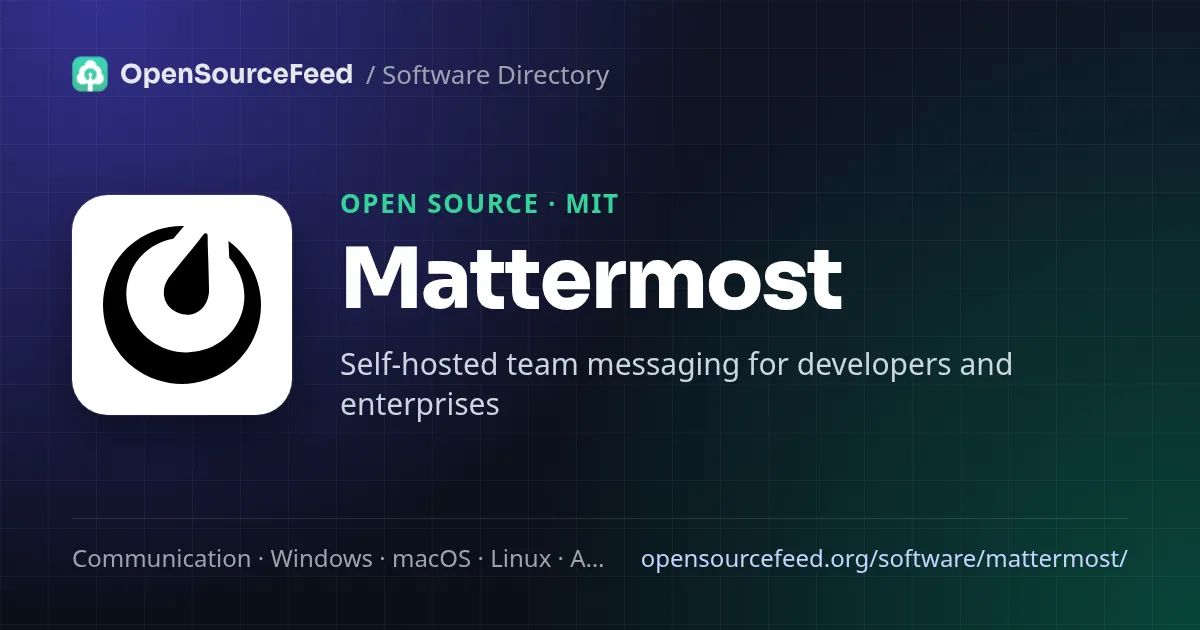 OpenSourceFeed / Software Directory
OPEN SOURCE · MIT
Mattermost
Self-hosted team messaging for developers and
enterprises
Communication · Windows · macOS · Linux · A...
opensourcefeed.org/software/mattermost/